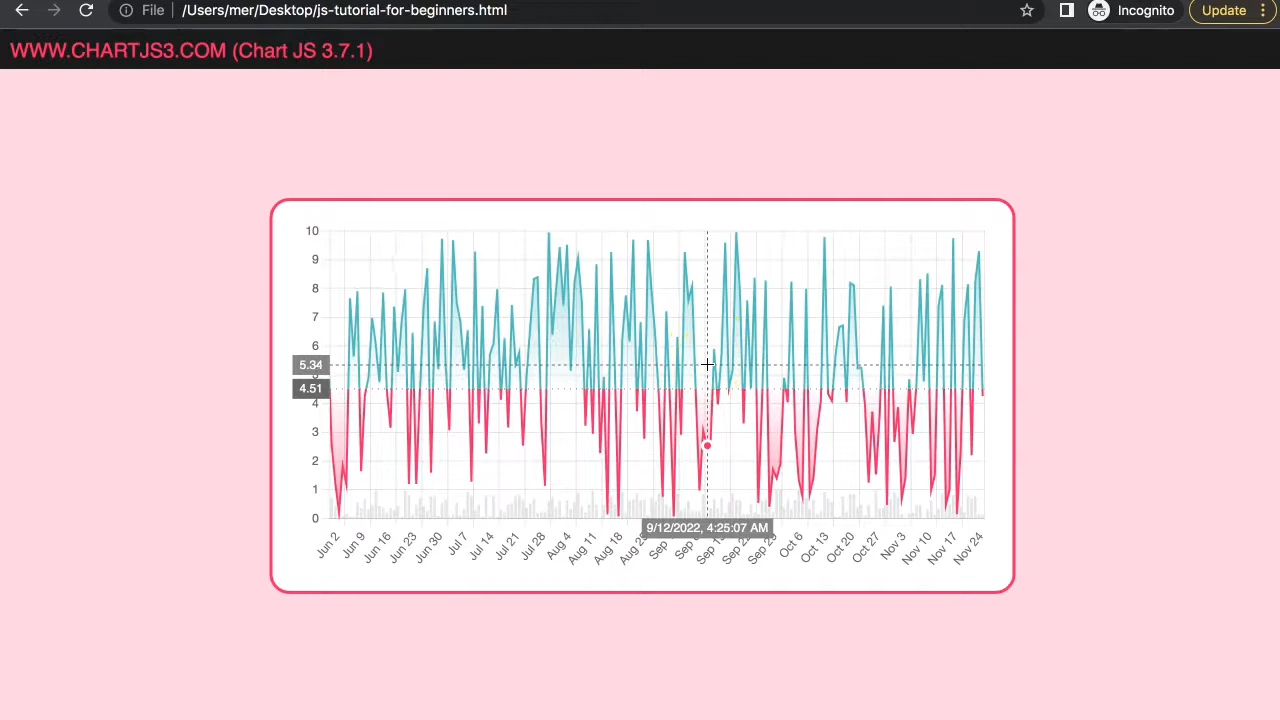 File
/Users/mer/Desktop/js-tutorial-for-beginners.html
Incognito
Update
WWW.CHARTJS3.COM (Chart JS 3.7.1)
10
9
8
7
6
5.34
4.51
4
3
2
1
0
9/12/2022, 4:25:07 AM
Jun 2
Jun 9
Jun 16
Jun 23
Jun 30
Jul 7
Jul 14
Jul 21
Jul 28
Aug 4
Aug 11
Aug 18
Aug 25
Sep
Sep
Sep 15
Sep 22
Sep 29
Oct 6
Oct 13
Oct 20
Oct 27
Nov 3
Nov 10
Nov 17
Nov 24